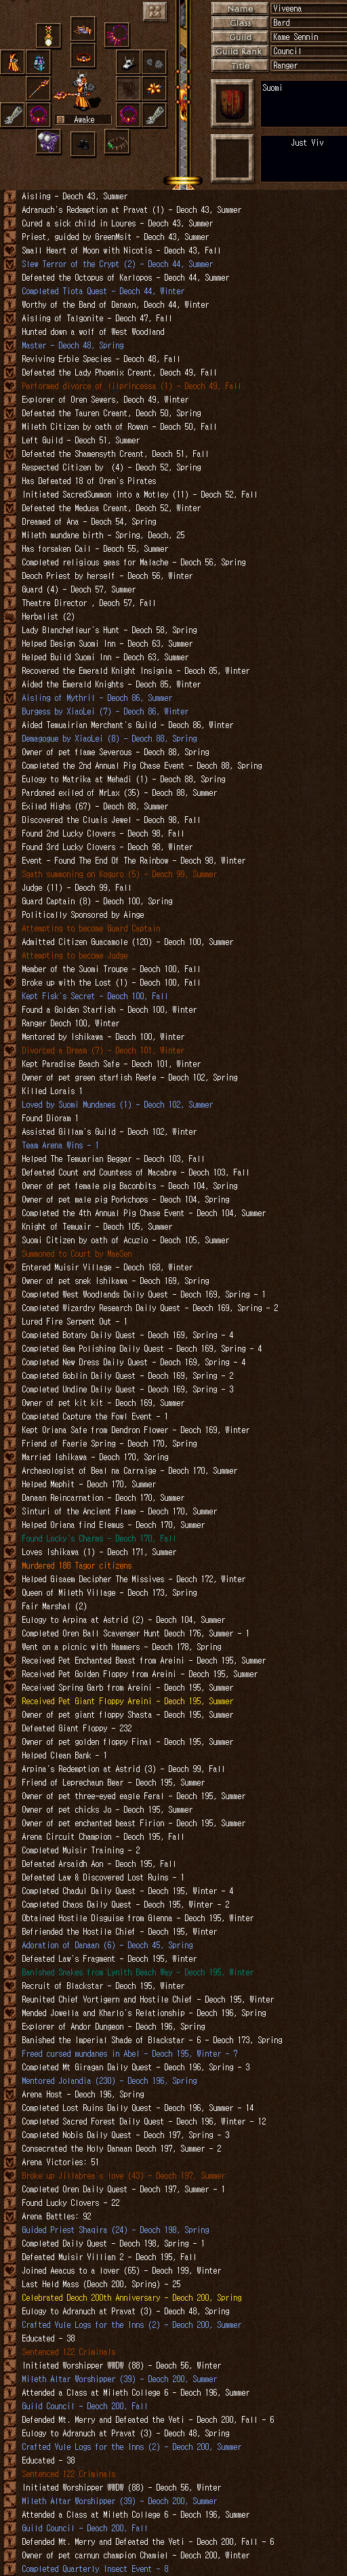 Name Viveena
Class Bard
Guild Kame Sennin
Guild Rank Council
Title Ranger
Suomi
Just Viv
Awake
Aisling - Deoch 43, Summer
Adranuch's Redemption at Pravat (1) - Deoch 43, Summer
Cured a sick child in Loures - Deoch 43, Summer
Priest, guided by GreenMsit - Deoch 43, Summer
Small Heart of Moon with Nicotis - Deoch 43, Fall
Slew Terror of the Crypt (2) - Deoch 44, Summer
Defeated the Octopus of Karlopos - Deoch 44, Summer
Completed Tiota Quest - Deoch 44, Winter
Worthy of the Band of Danaan, Deoch 44, Winter
Aisling of Talgonite - Deoch 47, Fall
Hunted down a wolf of West Woodland
Master - Deoch 48, Spring
Reviving Erbie Species - Deoch 48, Fall
Defeated the Lady Phoenix Creant, Deoch 49, Fall
Performed divorce of lilprincessa (1) - Deoch 49, Fall
Explorer of Oren Sewers, Deoch 49, Winter
Defeated the Tauren Creant, Deoch 50, Spring
Mileth Citizen by oath of Rowan - Deoch 50, Fall
Left Guild - Deoch 51, Summer
Defeated the Shamensyth Creant, Deoch 51, Fall
Respected Citizen by  (4) - Deoch 52, Spring
Has Defeated 18 of Oren's Pirates
Initiated SacredSummon into a Motley (11) - Deoch 52, Fall
Defeated the Medusa Creant, Deoch 52, Winter
Dreamed of Ana - Deoch 54, Spring
Mileth mundane birth - Spring, Deoch, 25
Has forsaken Cail - Deoch 55, Summer
Completed religious geas for Malache - Deoch 56, Spring
Deoch Priest by herself - Deoch 56, Winter
Guard (4) - Deoch 57, Summer
Theatre Director , Deoch 57, Fall
Herbalist (2)
Lady Blanchefleur's Hunt - Deoch 58, Spring
Helped Design Suomi Inn - Deoch 63, Summer
Helped Build Suomi Inn - Deoch 63, Summer
Recovered the Emerald Knight Insignia - Deoch 85, Winter
Aided the Emerald Knights - Deoch 85, Winter
Aisling of Mythril - Deoch 86, Summer
Burgess by XiaoLei (7) - Deoch 86, Winter
Aided Temuairian Merchant's Guild - Deoch 86, Winter
Demagogue by XiaoLei (8) - Deoch 88, Spring
Owner of pet flame Severous - Deoch 88, Spring
Completed the 2nd Annual Pig Chase Event - Deoch 88, Spring
Eulogy to Matrika at Mehadi (1) - Deoch 88, Spring
Pardoned exiled of MrLax (35) - Deoch 88, Summer
Exiled Highs (67) - Deoch 88, Summer
Discovered the Cluais Jewel - Deoch 98, Fall
Found 2nd Lucky Clovers - Deoch 98, Fall
Found 3rd Lucky Clovers - Deoch 98, Winter
Event - Found The End Of The Rainbow - Deoch 98, Winter
Sgath summoning on Koguro (5) - Deoch 99, Summer
Judge (11) - Deoch 99, Fall
Guard Captain (8) - Deoch 100, Spring
Politically Sponsored by Ainge
Attempting to become Guard Captain
Admitted Citizen Guacamole (120) - Deoch 100, Summer
Attempting to become Judge
Member of the Suomi Troupe - Deoch 100, Fall
Broke up with the Lost (1) - Deoch 100, Fall
Kept Fisk's Secret - Deoch 100, Fall
Found a Golden Starfish - Deoch 100, Winter
Ranger Deoch 100, Winter
Mentored by Ishikawa - Deoch 100, Winter
Divorced a Dream (7) - Deoch 101, Winter
Kept Paradise Beach Safe - Deoch 101, Winter
Owner of pet green starfish Reefe - Deoch 102, Spring
Killed Lorais 1
Loved by Suomi Mundanes (1) - Deoch 102, Summer
Found Dioram 1
Assisted Gillam's Guild - Deoch 102, Winter
Team Arena Wins - 1
Helped The Temuarian Beggar - Deoch 103, Fall
Defeated Count and Countess of Macabre - Deoch 103, Fall
Owner of pet female pig Baconbits - Deoch 104, Spring
Owner of pet male pig Porkchops - Deoch 104, Spring
Completed the 4th Annual Pig Chase Event - Deoch 104, Summer
Knight of Temuair - Deoch 105, Summer
Suomi Citizen by oath of Acuzio - Deoch 105, Summer
Summoned to Court by MaeSen
Entered Muisir Village - Deoch 168, Winter
Owner of pet snek Ishikawa - Deoch 169, Spring
Completed West Woodlands Daily Quest - Deoch 169, Spring - 1
Completed Wizardry Research Daily Quest - Deoch 169, Spring - 2
Lured Fire Serpent Out - 1
Completed Botany Daily Quest - Deoch 169, Spring - 4
Completed Gem Polishing Daily Quest - Deoch 169, Spring - 4
Completed New Dress Daily Quest - Deoch 169, Spring - 4
Completed Goblin Daily Quest - Deoch 169, Spring - 2
Completed Undine Daily Quest - Deoch 169, Spring - 3
Owner of pet kit kit - Deoch 169, Summer
Completed Capture the Fowl Event - 1
Kept Oriana Safe from Dendron Flower - Deoch 169, Winter
Friend of Faerie Spring - Deoch 170, Spring
Married Ishikawa - Deoch 170, Spring
Archaeologist of Beal na Carraige - Deoch 170, Summer
Helped Mephit - Deoch 170, Summer
Danaan Reincarnation - Deoch 170, Summer
Sinturi of the Ancient Flame - Deoch 170, Summer
Helped Oriana find Elemus - Deoch 170, Summer
Found Locky's Charms - Deoch 170, Fall
Loves Ishikawa (1) - Deoch 171, Summer
Murdered 188 Tagor citizens
Helped Gisaem Decipher The Missives - Deoch 172, Winter
Queen of Mileth Village - Deoch 173, Spring
Fair Marshal (2)
Eulogy to Arpina at Astrid (2) - Deoch 104, Summer
Completed Oren Ball Scavenger Hunt Deoch 176, Summer - 1
Went on a picnic with Hammers - Deoch 178, Spring
Received Pet Enchanted Beast from Areini - Deoch 195, Summer
Received Pet Golden Floppy from Areini - Deoch 195, Summer
Received Spring Garb from Areini - Deoch 195, Summer
Received Pet Giant Floppy Areini - Deoch 195, Summer
Owner of pet giant floppy Shasta - Deoch 195, Summer
Defeated Giant Floppy - 232
Owner of pet golden floppy Final - Deoch 195, Summer
Helped Clean Bank - 1
Arpina's Redemption at Astrid (3) - Deoch 99, Fall
Friend of Leprechaun Bear - Deoch 195, Summer
Owner of pet three-eyed eagle Feral - Deoch 195, Summer
Owner of pet chicks Jo - Deoch 195, Summer
Owner of pet enchanted beast Firion - Deoch 195, Summer
Arena Circuit Champion - Deoch 195, Fall
Completed Muisir Training - 2
Defeated Arsaidh Aon - Deoch 195, Fall
Defeated Law & Discovered Lost Ruins - 1
Completed Chadul Daily Quest - Deoch 195, Winter - 4
Completed Chaos Daily Quest - Deoch 195, Winter - 2
Obtained Hostile Disguise from Gienna - Deoch 195, Winter
Befriended the Hostile Chief - Deoch 195, Winter
Adoration of Danaan (6) - Deoch 45, Spring
Defeated Law's Fragment - Deoch 195, Winter
Banished Snakes from Lynith Beach Way - Deoch 195, Winter
Recruit of Blackstar - Deoch 195, Winter
Reunited Chief Vortigern and Hostile Chief - Deoch 195, Winter
Mended Jowella and Kharlo's Relationship - Deoch 196, Spring
Explorer of Andor Dungeon - Deoch 196, Spring
Banished the Imperial Shade of Blackstar - 6 - Deoch 173, Spring
Freed cursed mundanes in Abel - Deoch 195, Winter - 7
Completed Mt Giragan Daily Quest - Deoch 196, Spring - 3
Mentored Jolandia (230) - Deoch 196, Spring
Arena Host - Deoch 196, Spring
Completed Lost Ruins Daily Quest - Deoch 196, Summer - 14
Completed Sacred Forest Daily Quest - Deoch 196, Winter - 12
Completed Nobis Daily Quest - Deoch 197, Spring - 3
Consecrated the Holy Danaan Deoch 197, Summer - 2
Arena Victories: 51
Broke up Jillabrea's love (43) - Deoch 197, Summer
Completed Oren Daily Quest - Deoch 197, Summer - 1
Found Lucky Clovers - 22
Arena Battles: 92
Guided Priest Shaqira (24) - Deoch 198, Spring
Completed Daily Quest - Deoch 198, Spring - 1
Defeated Muisir Villian 2 - Deoch 195, Fall
Joined Aeacus to a lover (65) - Deoch 199, Winter
Last Held Mass (Deoch 200, Spring) - 25
Celebrated Deoch 200th Anniversary - Deoch 200, Spring
Eulogy to Adranuch at Pravat (3) - Deoch 48, Spring
Crafted Yule Logs for the Inns (2) - Deoch 200, Summer
Educated - 38
Sentenced 122 Criminals
Initiated Worshipper WWDW (88) - Deoch 56, Winter
Mileth Altar Worshipper (39) - Deoch 200, Summer
Attended a Class at Mileth College 6 - Deoch 196, Summer
Guild Council - Deoch 200, Fall
Defended Mt. Merry and Defeated the Yeti - Deoch 200, Fall - 6
Eulogy to Adranuch at Pravat (3) - Deoch 48, Spring
Crafted Yule Logs for the Inns (2) - Deoch 200, Summer
Educated - 38
Sentenced 122 Criminals
Initiated Worshipper WWDW (88) - Deoch 56, Winter
Mileth Altar Worshipper (39) - Deoch 200, Summer
Attended a Class at Mileth College 6 - Deoch 196, Summer
Guild Council - Deoch 200, Fall
Defended Mt. Merry and Defeated the Yeti - Deoch 200, Fall - 6
Owner of pet carnun champion Chamiel - Deoch 200, Winter
Completed Quarterly Insect Event - 8